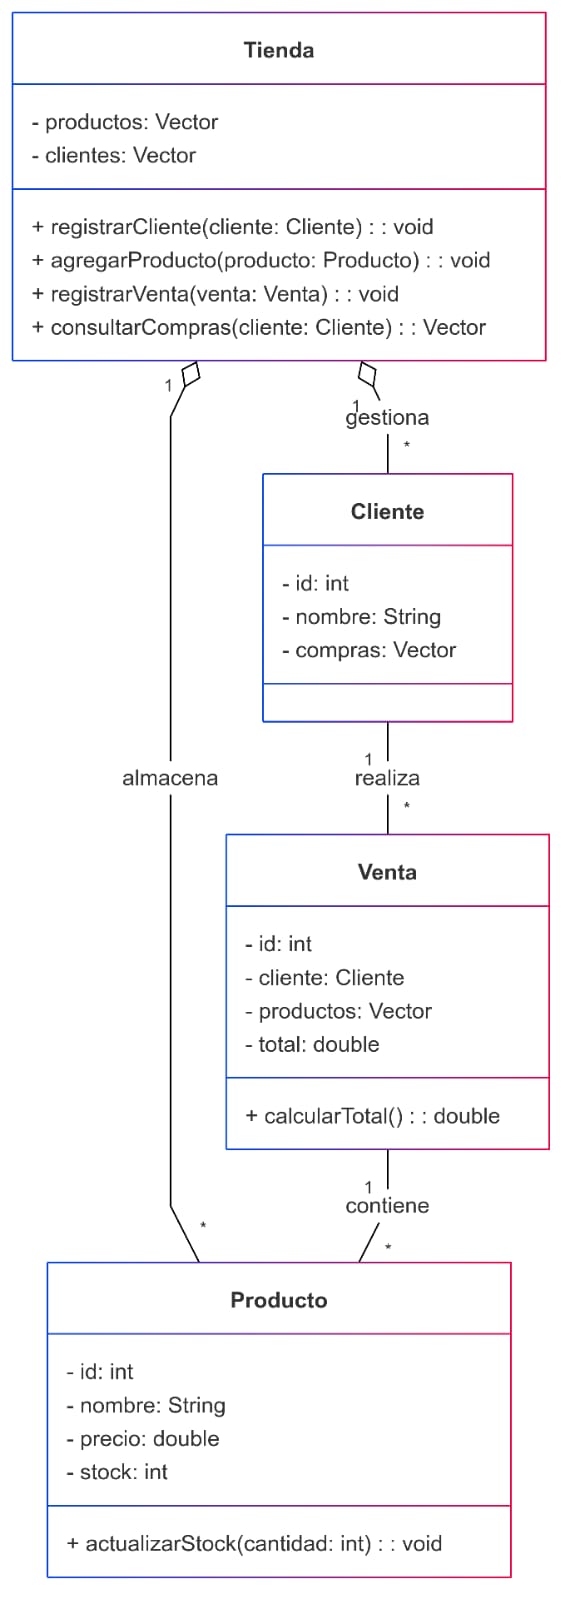 Tienda
- productos: Vector
- clientes: Vector
+ registrarCliente(cliente: Cliente) : : void
+ agregarProducto(producto: Producto) : : void
+ registrarVenta(venta: Venta) : : void
+ consultarCompras(cliente: Cliente) : : Vector
1
1
gestiona
*
Cliente
- id: int
- nombre: String
- compras: Vector
1
almacena
realiza
*
Venta
- id: int
- cliente: Cliente
- productos: Vector
- total: double
+ calcularTotal() : : double
1
contiene
*
*
Producto
- id: int
- nombre: String
- precio: double
- stock: int
+ actualizarStock(cantidad: int) : : void